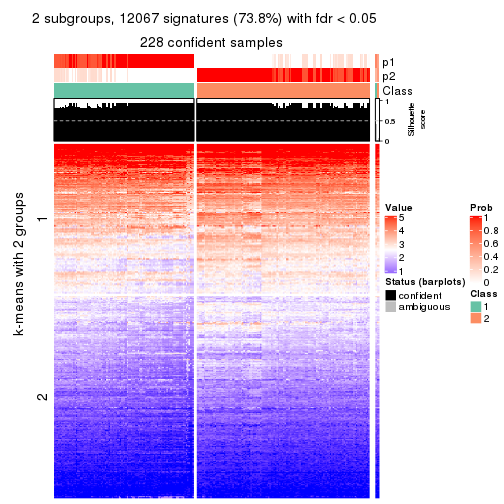 2 subgroups, 12067 signatures (73.8%) with fdr < 0.05
228 confident samples
p1
p2
Class
1
0.5
0
Silhouette
score
k-means with 2 groups
1
2
Value
5
4
3
2
1
Status (barplots)
confident
ambiguous
Prob
1
0.8
0.6
0.4
0.2
0
Class
1
2